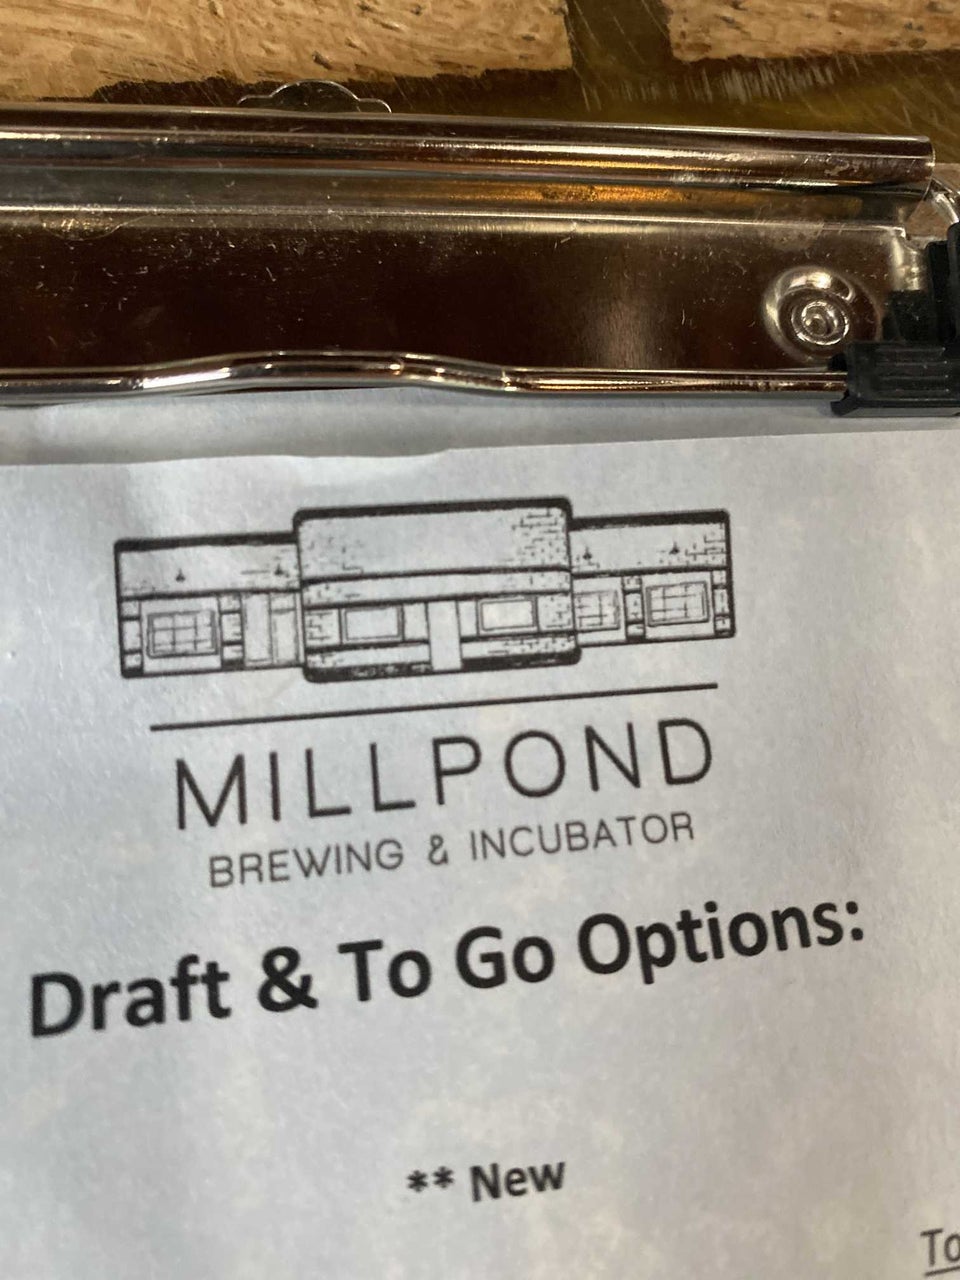 MILLPOND
BREWING & INCUBATOR
Draft & To Go Options:
** New